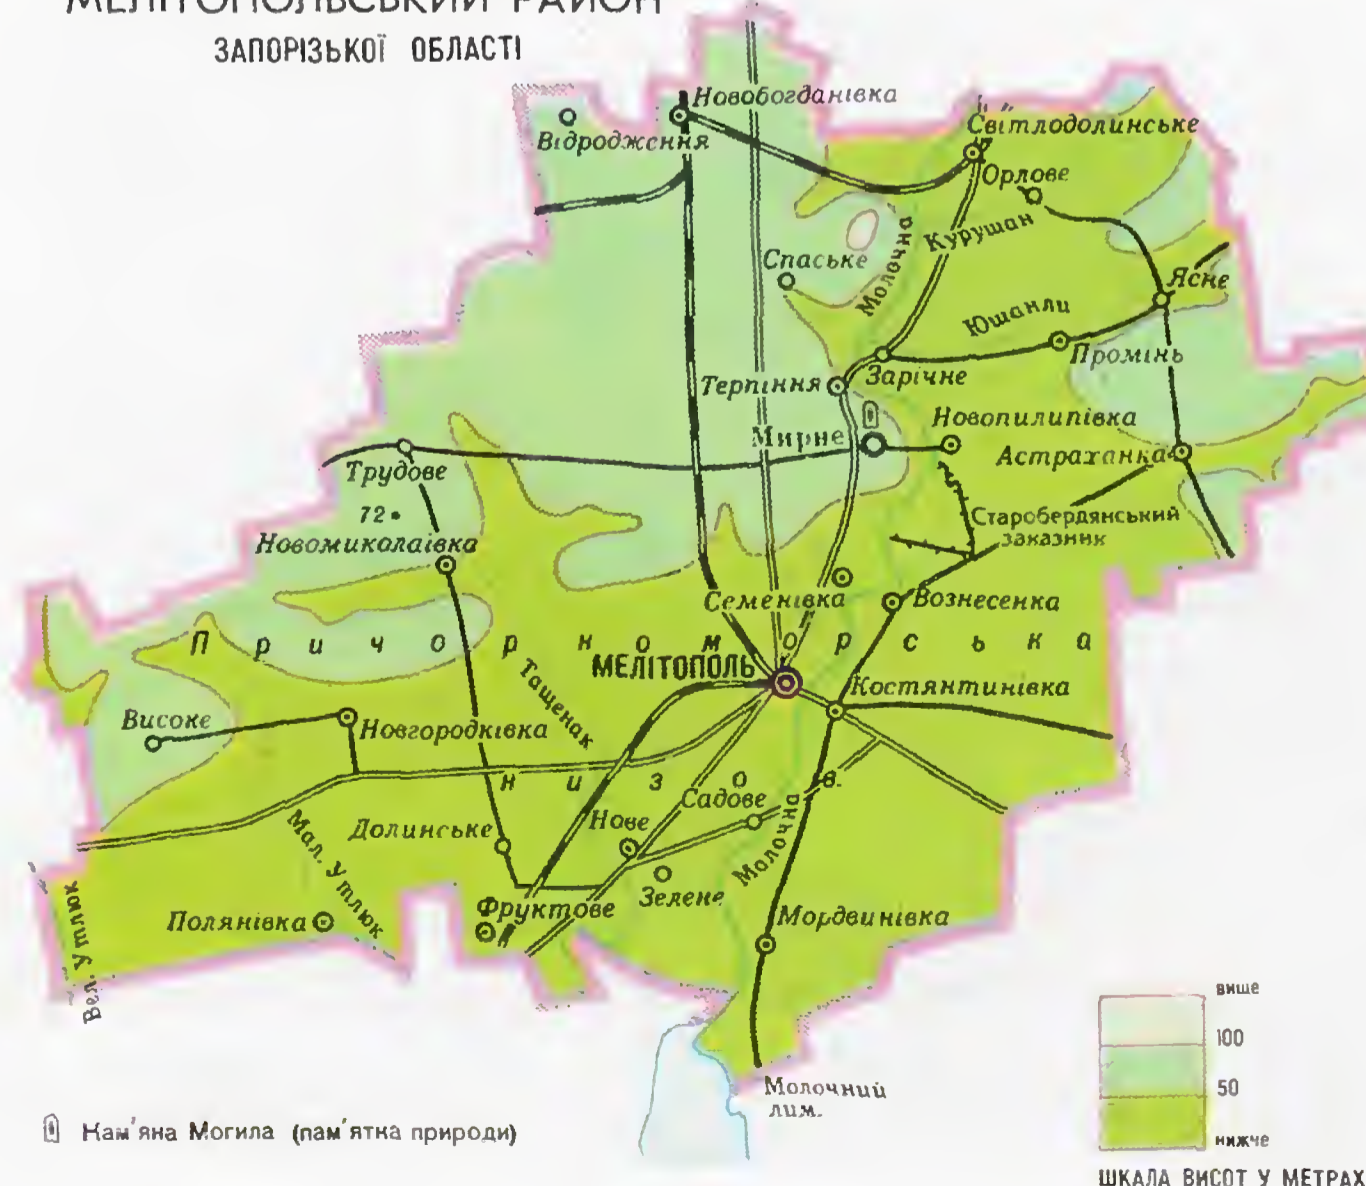 МЕЛІТОПОЛЬСЬКИЙ РАЙОН
ЗАПОРІЗЬКОЇ ОБЛАСТІ
Новобогданівка
Відродження
Світлодолинське
Орлове
Курушан
Молочна
Спаське
Ясне
Юшанли
Промінь
Зарічне
Терпіння
Мирне
Новопилипівка
Астраханка
Трудове
72
Новомиколаївка
Старобердянський
заказник
Семенівка
Вознесенка
Причорноморська
МЕЛІТОПОЛЬ
Тащенак
Костянтинівка
Високе
Новгородківка
низов.
Садове
Нове
Долинське
Мал. Утлюк
Молочна
Зелене
Фруктове
Полянівка
Мордвинівка
Вел. Утлюк
Молочний
лим.
Кам'яна Могила (пам'ятка природи)
вище
100
50
нижче
ШКАЛА ВИСОТ У МЕТРАХ